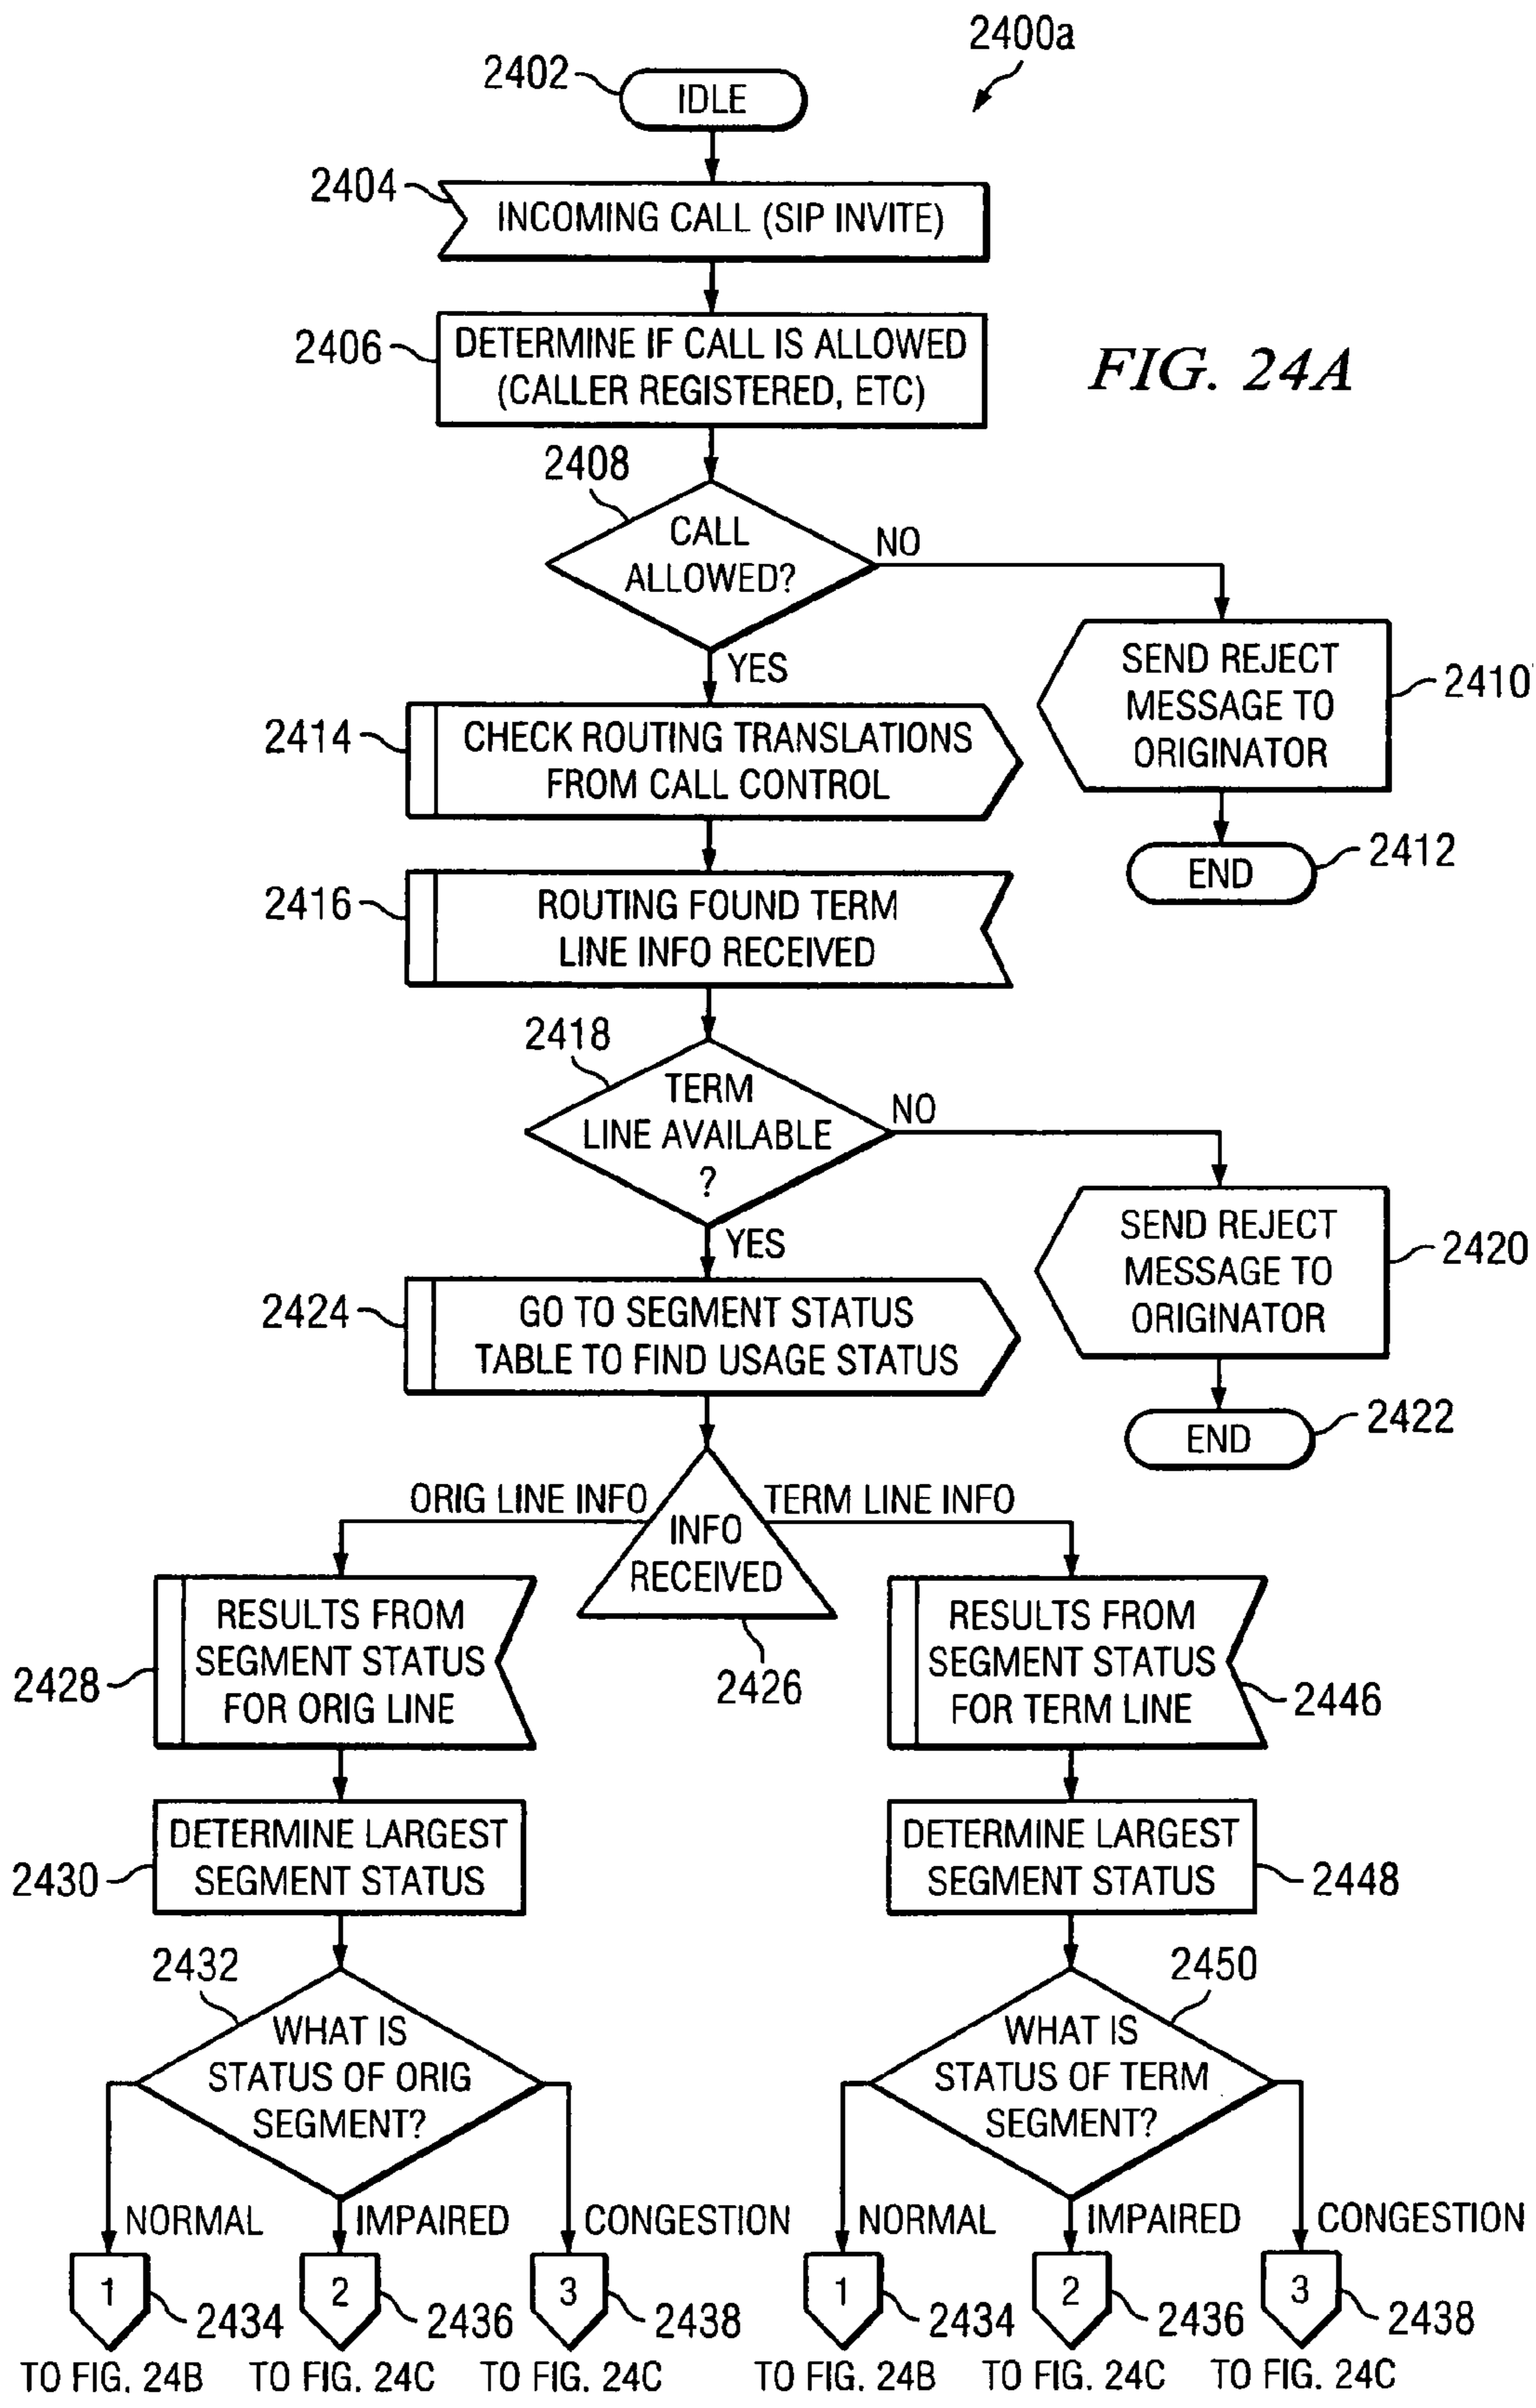 2400a
2402
IDLE
2404
INCOMING CALL (SIP INVITE)
2406
DETERMINE IF CALL IS ALLOWED
(CALLER REGISTERED, ETC)
FIG. 24A
2408
CALL
ALLOWED?
NO
YES
SEND REJECT
MESSAGE TO
ORIGINATOR
2410
2414
CHECK ROUTING TRANSLATIONS
FROM CALL CONTROL
END
2412
2416
ROUTING FOUND TERM
LINE INFO RECEIVED
2418
TERM
LINE AVAILABLE
?
NO
YES
SEND REJECT
MESSAGE TO
ORIGINATOR
2420
2424
GO TO SEGMENT STATUS
TABLE TO FIND USAGE STATUS
END
2422
ORIG LINE INFO
INFO
RECEIVED
TERM LINE INFO
2426
RESULTS FROM
SEGMENT STATUS
FOR ORIG LINE
2428
RESULTS FROM
SEGMENT STATUS
FOR TERM LINE
2446
DETERMINE LARGEST
SEGMENT STATUS
2430
DETERMINE LARGEST
SEGMENT STATUS
2448
2432
WHAT IS
STATUS OF ORIG
SEGMENT?
2450
WHAT IS
STATUS OF TERM
SEGMENT?
NORMAL
IMPAIRED
CONGESTION
NORMAL
IMPAIRED
CONGESTION
1
2434
2
2436
3
2438
1
2434
2
2436
3
2438
TO FIG. 24B
TO FIG. 24C
TO FIG. 24C
TO FIG. 24B
TO FIG. 24C
TO FIG. 24C